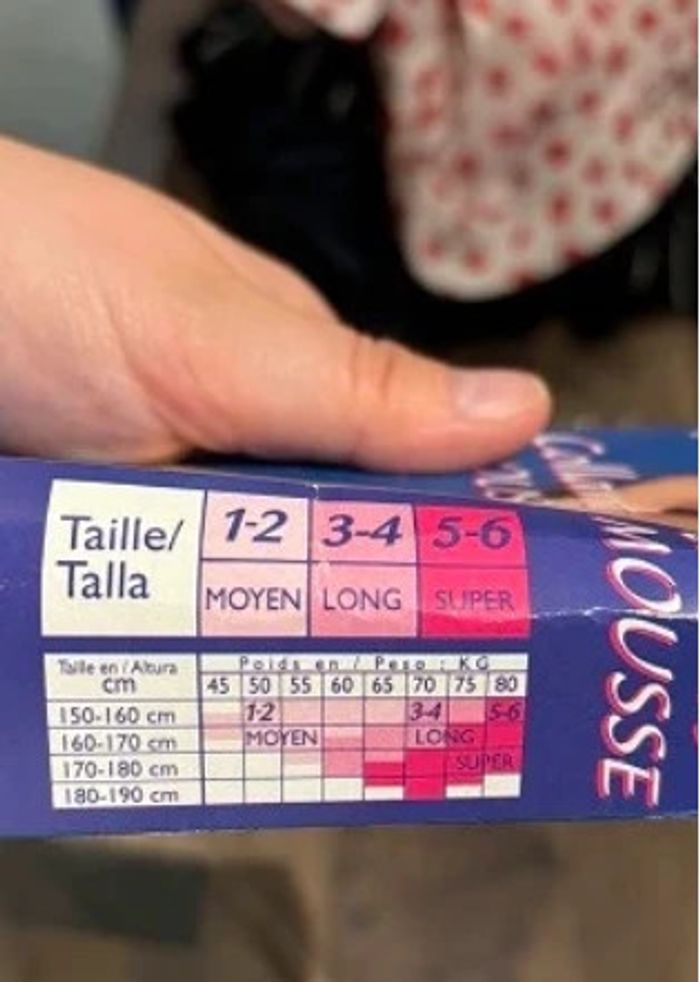 Taille/
Talla
1-2 3-4 5-6
MOYEN LONG SUPER
Taille en / Altura
cm
Poids en / Peso : KG
45 50 55 60 65 70 75 80
150-160 cm 1-2 3-4 5-6
160-170 cm MOYEN LONG
170-180 cm SUPER
180-190 cm
MOUSSE